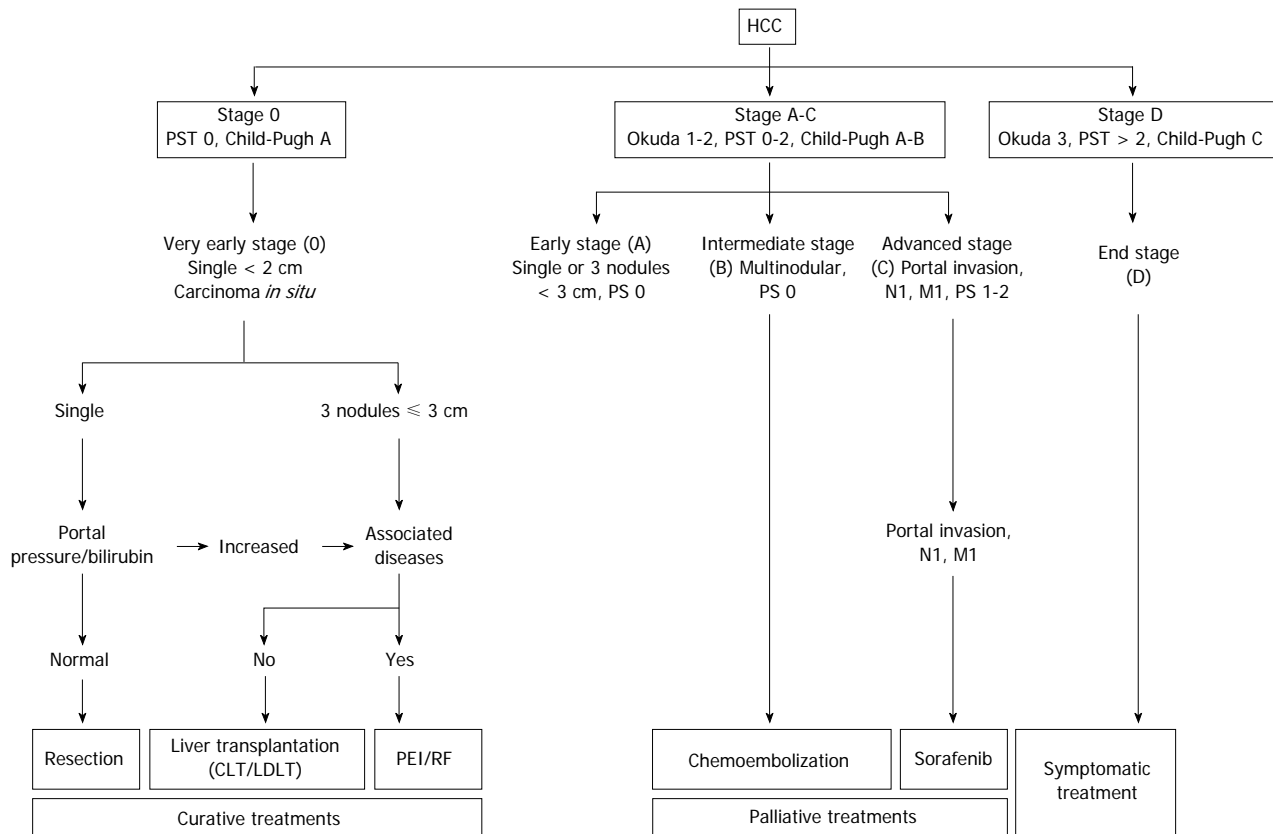 HCC
Stage 0
PST 0, Child-Pugh A
Stage A-C
Okuda 1-2, PST 0-2, Child-Pugh A-B
Stage D
Okuda 3, PST > 2, Child-Pugh C
Very early stage (0)
Single < 2 cm
Carcinoma in situ
Early stage (A)
Single or 3 nodules
< 3 cm, PS 0
Intermediate stage
(B) Multinodular,
PS 0
Advanced stage
(C) Portal invasion,
N1, M1, PS 1-2
End stage
(D)
Single
3 nodules ⩽ 3 cm
Portal
pressure/bilirubin
Increased
Associated
diseases
Portal invasion,
N1, M1
Normal
No
Yes
Resection
Liver transplantation
(CLT/LDLT)
PEI/RF
Chemoembolization
Sorafenib
Symptomatic
treatment
Curative treatments
Palliative treatments